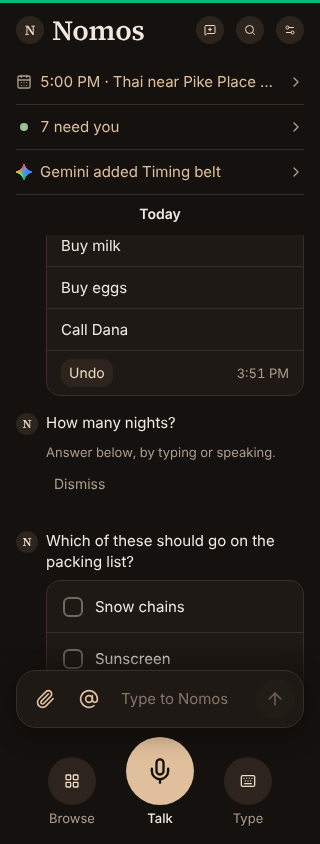 N Nomos
5:00 PM · Thai near Pike Place ...
7 need you
Gemini added Timing belt
Today
Buy milk
Buy eggs
Call Dana
Undo 3:51 PM
N How many nights?
Answer below, by typing or speaking.
Dismiss
N Which of these should go on the
packing list?
Snow chains
Sunscreen
@ Type to Nomos
Browse Talk Type